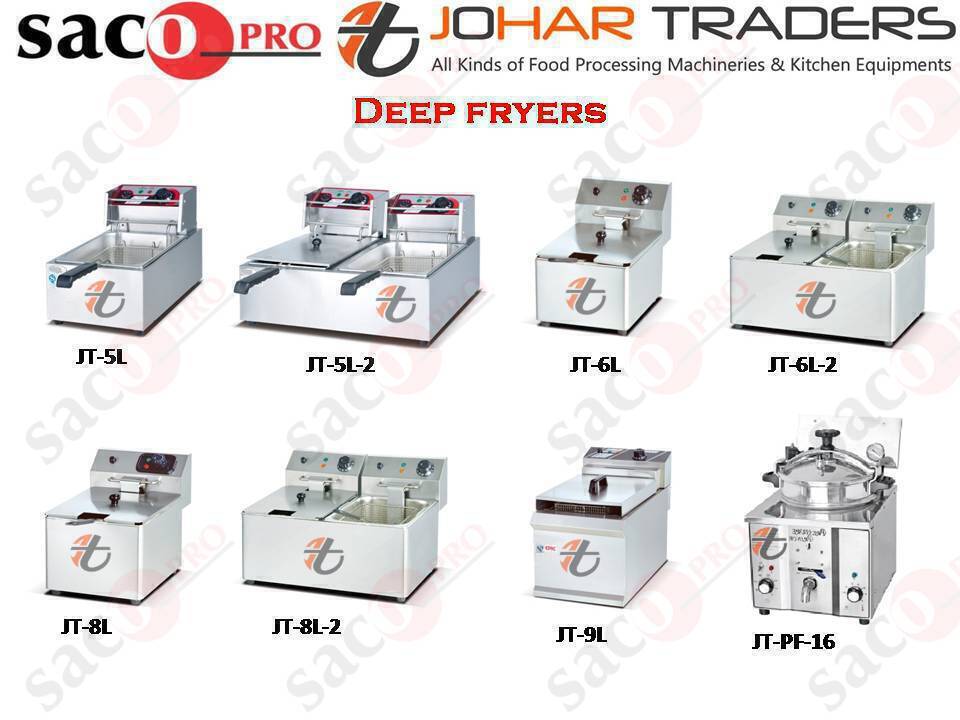 saco PRO
JOHAR TRADERS
All Kinds of Food Processing Machineries & Kitchen Equipments
DEEP FRYERS
JT-5L
JT-5L-2
JT-6L
JT-6L-2
JT-8L
JT-8L-2
JT-9L
JT-PF-16